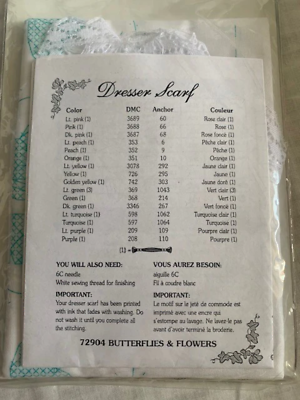 Dresser Scarf
Color DMC Anchor Couleur
Lt. pink (1) 3689 60 Rose clair (1)
Pink (1) 3688 66 Rose (1)
Dk. pink (1) 3687 68 Rose foncé (1)
Lt. peach (1) 353 6 Pêche clair (1)
Peach (1) 352 9 Pêche (1)
Orange (1) 351 10 Orange (1)
Lt. yellow (1) 3078 292 Jaune clair (1)
Yellow (1) 726 295 Jaune (1)
Golden yellow (1) 742 303 Jaune doré (1)
Lt. green (3) 369 1043 Vert clair (3)
Green (1) 368 214 Vert (1)
Dk. green (1) 3346 267 Vert foncé (1)
Lt. turquoise (1) 598 1062 Turquoise clair (1)
Turquoise (1) 597 1064 Turquoise (1)
Lt. purple (1) 209 109 Pourpre clair (1)
Purple (1) 208 110 Pourpre (1)
(1) =
YOU WILL ALSO NEED:
6C needle
White sewing thread for finishing
IMPORTANT:
Your dresser scarf has been printed
with ink that fades with washing. Do
not wash it until you complete all
the stitching.
VOUS AUREZ BESOIN:
aiguille 6C
Fil à coudre blanc
IMPORTANT:
Le motif sur le jeté de commode est
imprimé avec une encre qui
s'estompe au lavage. Ne lavez-le pas
avant d'avoir terminé la broderie.
72904 BUTTERFLIES & FLOWERS